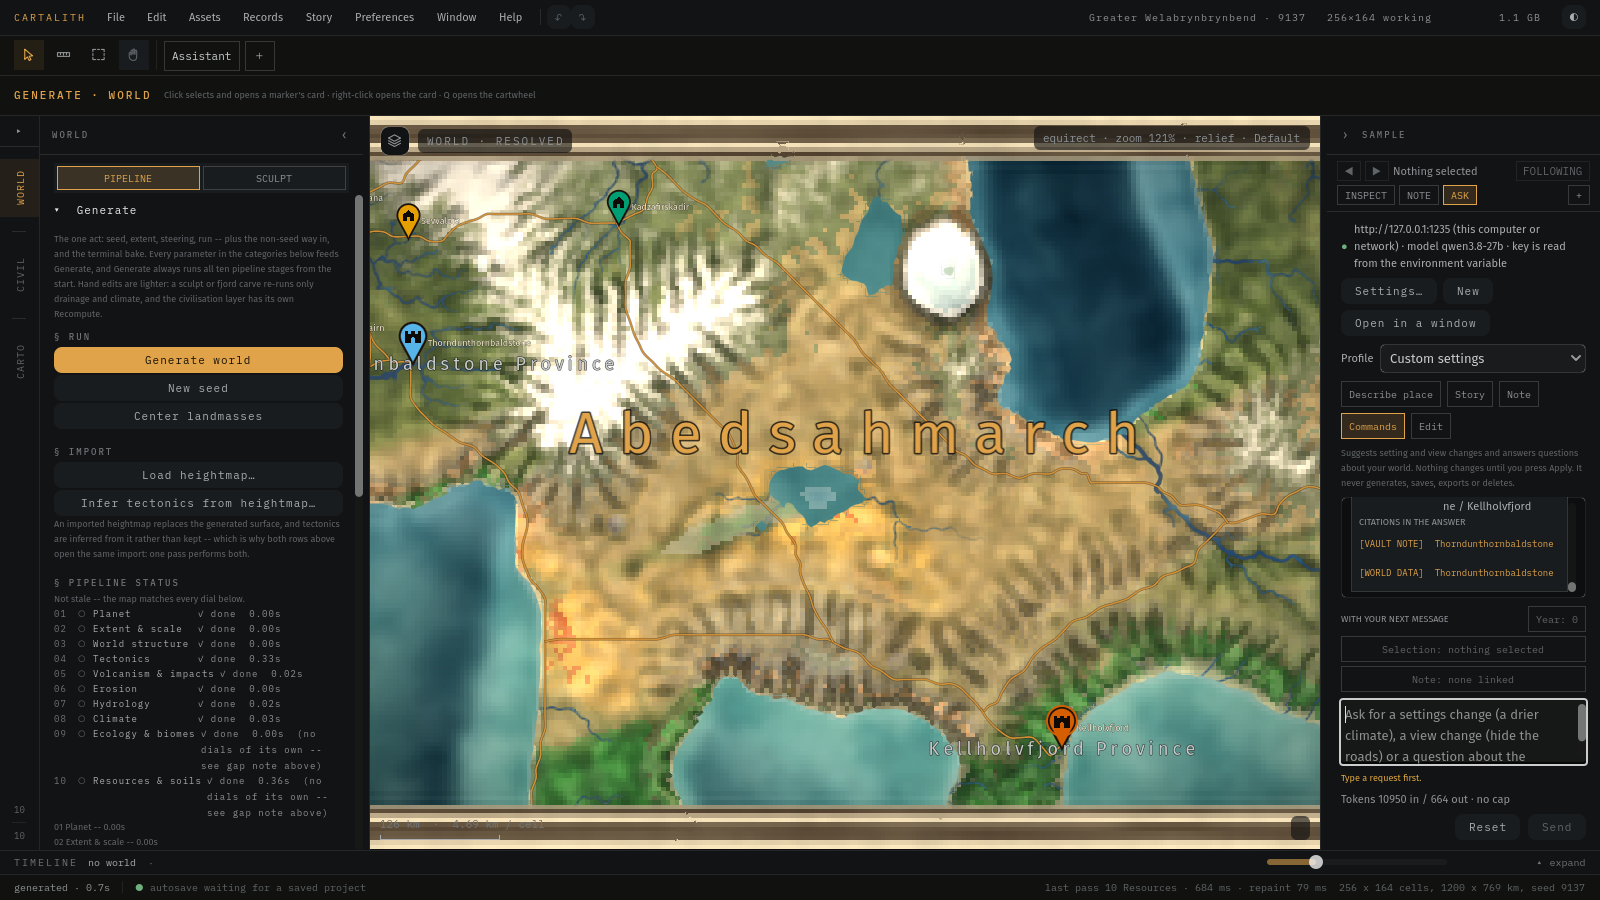 CARTALITH File Edit Assets Records Story Preferences Window Help
Greater Welabrynbrynbend · 9137 256×164 working 1.1 GB
Assistant +
GENERATE · WORLD Click selects and opens a marker's card · right-click opens the card · Q opens the cartwheel
WORLD
CIVIL
CARTO
10
10
WORLD
PIPELINE SCULPT
Generate
The one act: seed, extent, steering, run -- plus the non-seed way in,
and the terminal bake. Every parameter in the categories below feeds
Generate, and Generate always runs all ten pipeline stages from the
start. Hand edits are lighter: a sculpt or fjord carve re-runs only
drainage and climate, and the civilisation layer has its own
Recompute.
§ RUN
Generate world
New seed
Center landmasses
§ IMPORT
Load heightmap…
Infer tectonics from heightmap…
An imported heightmap replaces the generated surface, and tectonics
are inferred from it rather than kept -- which is why both rows above
open the same import: one pass performs both.
§ PIPELINE STATUS
Not stale -- the map matches every dial below.
01 Planet √ done 0.00s
02 Extent & scale √ done 0.00s
03 World structure √ done 0.00s
04 Tectonics √ done 0.33s
05 Volcanism & impacts √ done 0.02s
06 Erosion √ done 0.00s
07 Hydrology √ done 0.02s
08 Climate √ done 0.03s
09 Ecology & biomes √ done 0.00s (no
dials of its own --
see gap note above)
10 Resources & soils √ done 0.36s (no
dials of its own --
see gap note above)
01 Planet -- 0.00s
02 Extent & scale -- 0.00s
WORLD · RESOLVED
equirect · zoom 121% · relief · Default
Kadzafriskadir
Thorndunthornbaldsto
nbaldstone Province
Abedsahmarch
Kellholvfjord
Kellholvfjord Province
SAMPLE
Nothing selected FOLLOWING
INSPECT NOTE ASK +
http://127.0.0.1:1235 (this computer or
network) · model qwen3.8-27b · key is read
from the environment variable
Settings… New
Open in a window
Profile Custom settings
Describe place Story Note
Commands Edit
Suggests setting and view changes and answers questions
about your world. Nothing changes until you press Apply. It
never generates, saves, exports or deletes.
ne / Kellholvfjord
CITATIONS IN THE ANSWER
[VAULT NOTE] Thorndunthornbaldstone
[WORLD DATA] Thorndunthornbaldstone
WITH YOUR NEXT MESSAGE Year: 0
Selection: nothing selected
Note: none linked
Ask for a settings change (a drier
climate), a view change (hide the
roads) or a question about the
Type a request first.
Tokens 10950 in / 664 out · no cap
Reset Send
TIMELINE no world · expand
generated · 0.7s autosave waiting for a saved project
last pass 10 Resources · 684 ms · repaint 79 ms 256 x 164 cells, 1200 x 769 km, seed 9137